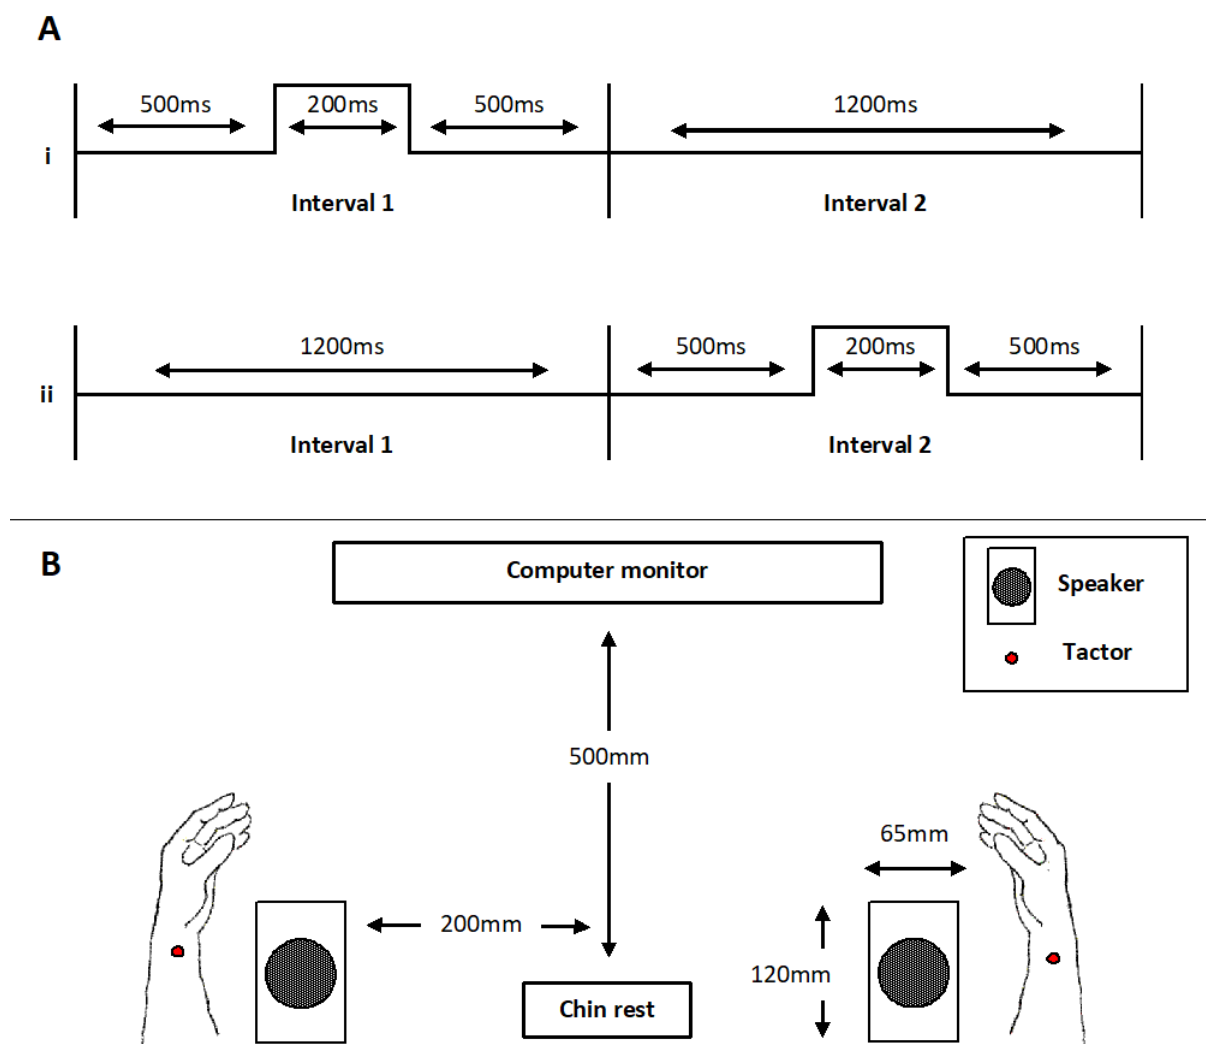 A
500ms 200ms 500ms 1200ms
i
Interval 1 Interval 2
1200ms 500ms 200ms 500ms
ii
Interval 1 Interval 2
B
Computer monitor
Speaker
Tactor
500mm
65mm
200mm
120mm
Chin rest